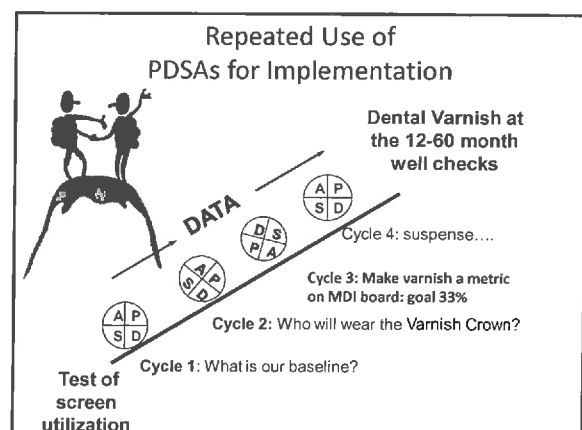 Repeated Use of
PDSAs for Implementation
Dental Varnish at
the 12-60 month
well checks
DATA
A P
S D
Cycle 4: suspense....
D S
P A
Cycle 3: Make varnish a metric
on MDI board: goal 33%
A P
S D
Cycle 2: Who will wear the Varnish Crown?
A P
S D
Cycle 1: What is our baseline?
Test of
screen
utilization